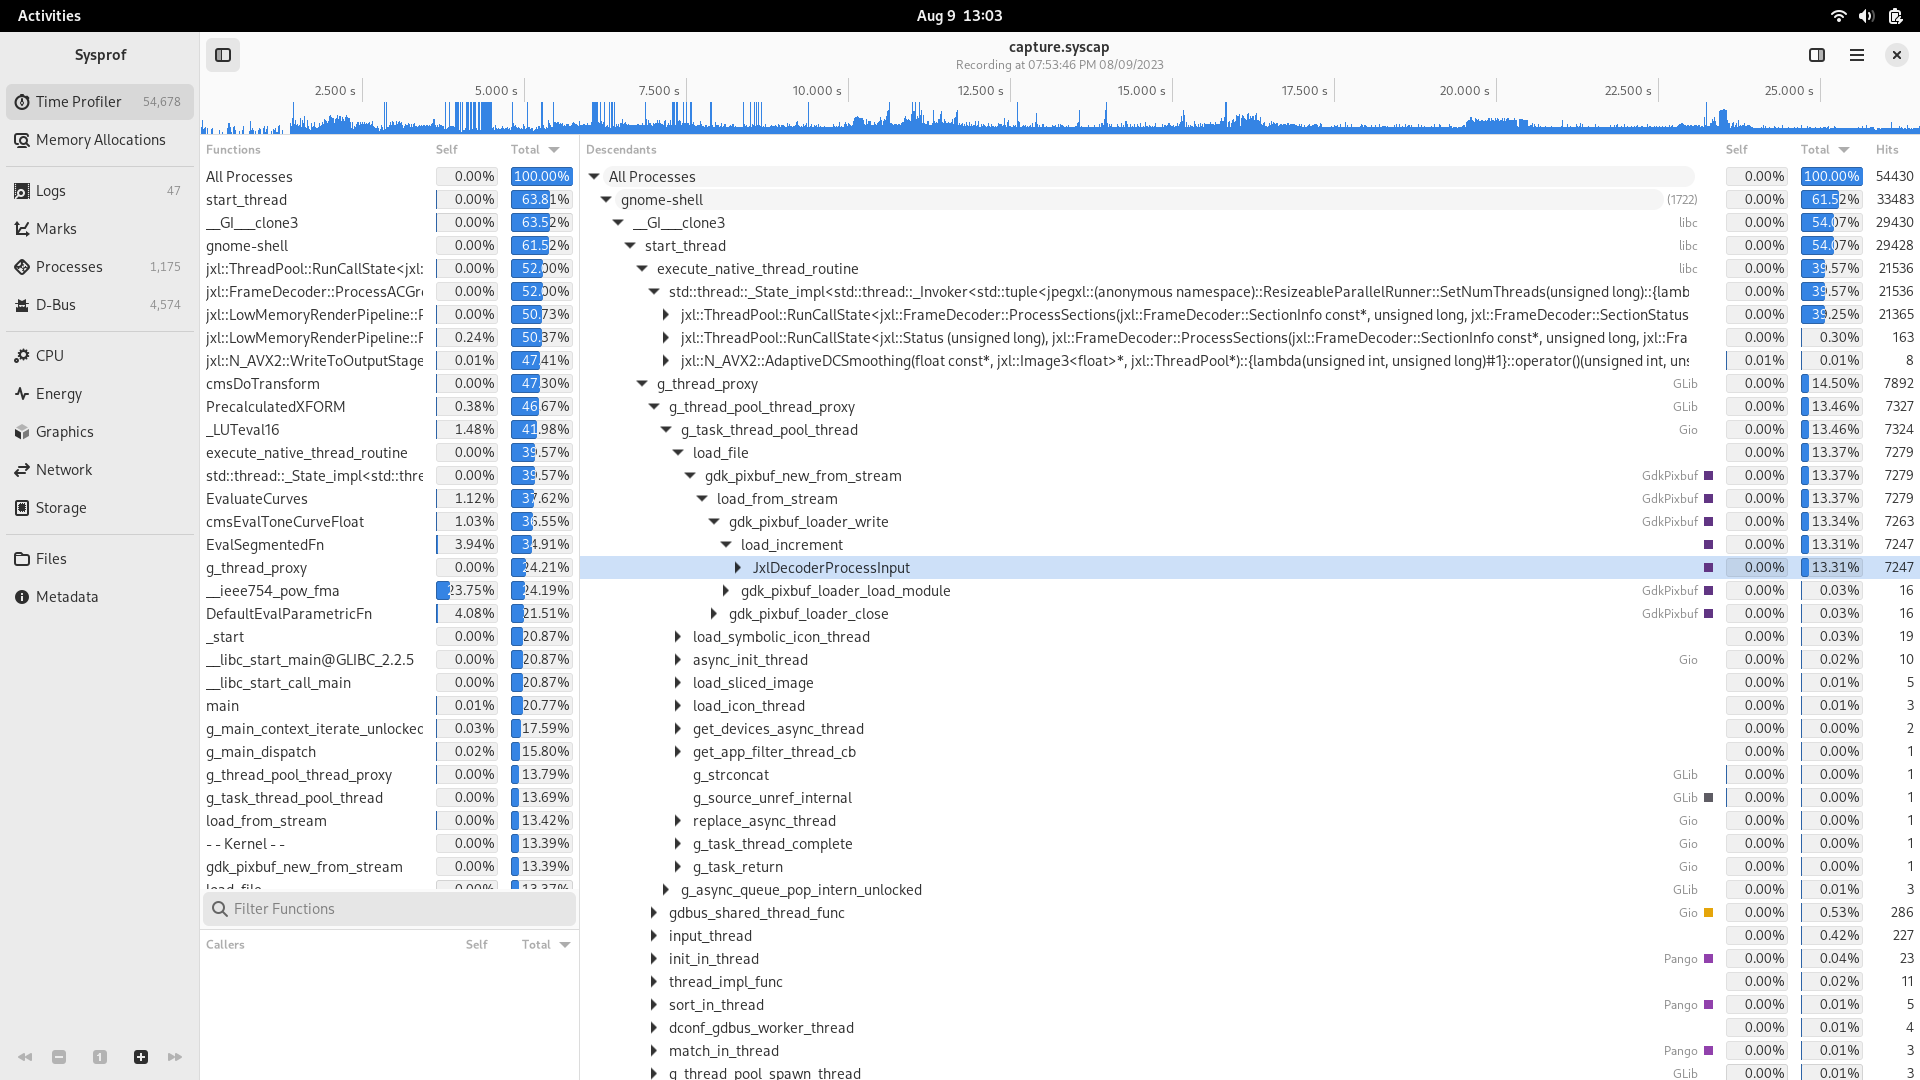 Activities
Aug 9 13:03
Sysprof
capture.syscap
Recording at 07:53:46 PM 08/09/2023
Time Profiler 54,678
Memory Allocations
Logs 47
Marks
Processes 1,175
D-Bus 4,574
CPU
Energy
Graphics
Network
Storage
Files
Metadata
1
2.500 s 5.000 s 7.500 s 10.000 s 12.500 s 15.000 s 17.500 s 20.000 s 22.500 s 25.000 s
Functions Self Total
All Processes 0.00% 100.00%
start_thread 0.00% 63.81%
__GI___clone3 0.00% 63.52%
gnome-shell 0.00% 61.52%
jxl::ThreadPool::RunCallState<jxl: 0.00% 52.00%
jxl::FrameDecoder::ProcessACGr 0.00% 52.00%
jxl::LowMemoryRenderPipeline:: 0.00% 50.73%
jxl::LowMemoryRenderPipeline:: 0.24% 50.37%
jxl::N_AVX2::WriteToOutputStage 0.01% 47.41%
cmsDoTransform 0.00% 47.30%
PrecalculatedXFORM 0.38% 46.67%
_LUTeval16 1.48% 41.98%
execute_native_thread_routine 0.00% 39.57%
std::thread::_State_impl<std::thre 0.00% 39.57%
EvaluateCurves 1.12% 37.62%
cmsEvalToneCurveFloat 1.03% 36.55%
EvalSegmentedFn 3.94% 34.91%
g_thread_proxy 0.00% 24.21%
__ieee754_pow_fma 23.75% 24.19%
DefaultEvalParametricFn 4.08% 21.51%
_start 0.00% 20.87%
__libc_start_main@GLIBC_2.2.5 0.00% 20.87%
__libc_start_call_main 0.00% 20.87%
main 0.01% 20.77%
g_main_context_iterate_unlocked 0.03% 17.59%
g_main_dispatch 0.02% 15.80%
g_thread_pool_thread_proxy 0.00% 13.79%
g_task_thread_pool_thread 0.00% 13.69%
load_from_stream 0.00% 13.42%
- - Kernel - - 0.00% 13.39%
gdk_pixbuf_new_from_stream 0.00% 13.39%
load_file 0.00% 13.37%
Filter Functions
Callers Self Total
Descendants Self Total Hits
All Processes 0.00% 100.00% 54430
gnome-shell (1722) 0.00% 61.52% 33483
__GI___clone3 libc 0.00% 54.07% 29430
start_thread libc 0.00% 54.07% 29428
execute_native_thread_routine libc 0.00% 39.57% 21536
std::thread::_State_impl<std::thread::_Invoker<std::tuple<jpegxl::(anonymous namespace)::ResizeableParallelRunner::SetNumThreads(unsigned long)::{lamb 0.00% 39.57% 21536
jxl::ThreadPool::RunCallState<jxl::FrameDecoder::ProcessSections(jxl::FrameDecoder::SectionInfo const*, unsigned long, jxl::FrameDecoder::SectionStatus 0.00% 39.25% 21365
jxl::ThreadPool::RunCallState<jxl::Status (unsigned long), jxl::FrameDecoder::ProcessSections(jxl::FrameDecoder::SectionInfo const*, unsigned long, jxl::Fra 0.00% 0.30% 163
jxl::N_AVX2::AdaptiveDCSmoothing(float const*, jxl::Image3<float>*, jxl::ThreadPool*)::{lambda(unsigned int, unsigned long)#1}::operator()(unsigned int, uns 0.01% 0.01% 8
g_thread_proxy GLib 0.00% 14.50% 7892
g_thread_pool_thread_proxy GLib 0.00% 13.46% 7327
g_task_thread_pool_thread Gio 0.00% 13.46% 7324
load_file 0.00% 13.37% 7279
gdk_pixbuf_new_from_stream GdkPixbuf 0.00% 13.37% 7279
load_from_stream GdkPixbuf 0.00% 13.37% 7279
gdk_pixbuf_loader_write GdkPixbuf 0.00% 13.34% 7263
load_increment 0.00% 13.31% 7247
JxlDecoderProcessInput 0.00% 13.31% 7247
gdk_pixbuf_loader_load_module GdkPixbuf 0.00% 0.03% 16
gdk_pixbuf_loader_close GdkPixbuf 0.00% 0.03% 16
load_symbolic_icon_thread 0.00% 0.03% 19
async_init_thread Gio 0.00% 0.02% 10
load_sliced_image 0.00% 0.01% 5
load_icon_thread 0.00% 0.01% 3
get_devices_async_thread 0.00% 0.00% 2
get_app_filter_thread_cb 0.00% 0.00% 1
g_strconcat GLib 0.00% 0.00% 1
g_source_unref_internal GLib 0.00% 0.00% 1
replace_async_thread Gio 0.00% 0.00% 1
g_task_thread_complete Gio 0.00% 0.00% 1
g_task_return Gio 0.00% 0.00% 1
g_async_queue_pop_intern_unlocked GLib 0.00% 0.01% 3
gdbus_shared_thread_func Gio 0.00% 0.53% 286
input_thread 0.00% 0.42% 227
init_in_thread Pango 0.00% 0.04% 23
thread_impl_func 0.00% 0.02% 11
sort_in_thread Pango 0.00% 0.01% 5
dconf_gdbus_worker_thread 0.00% 0.01% 4
match_in_thread Pango 0.00% 0.01% 3
g_thread_pool_spawn_thread GLib 0.00% 0.01% 3